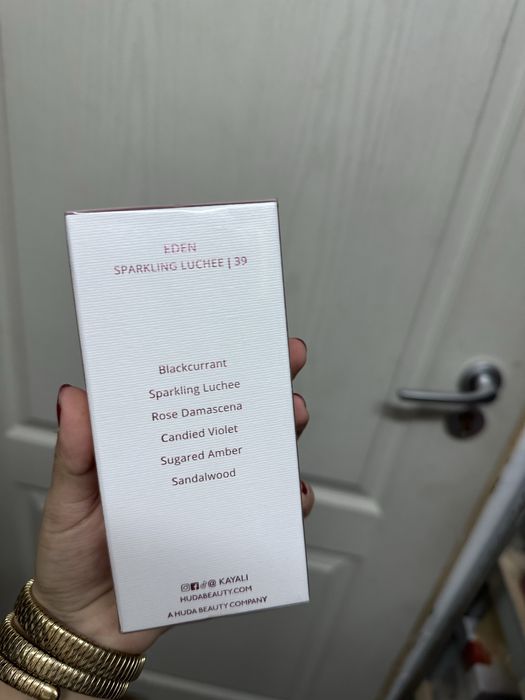 EDEN
SPARKLING LUCHEE | 39
Blackcurrant
Sparkling Luchee
Rose Damascena
Candied Violet
Sugared Amber
Sandalwood
@ KAYALI
HUDABEAUTY.COM
A HUDA BEAUTY COMPANY